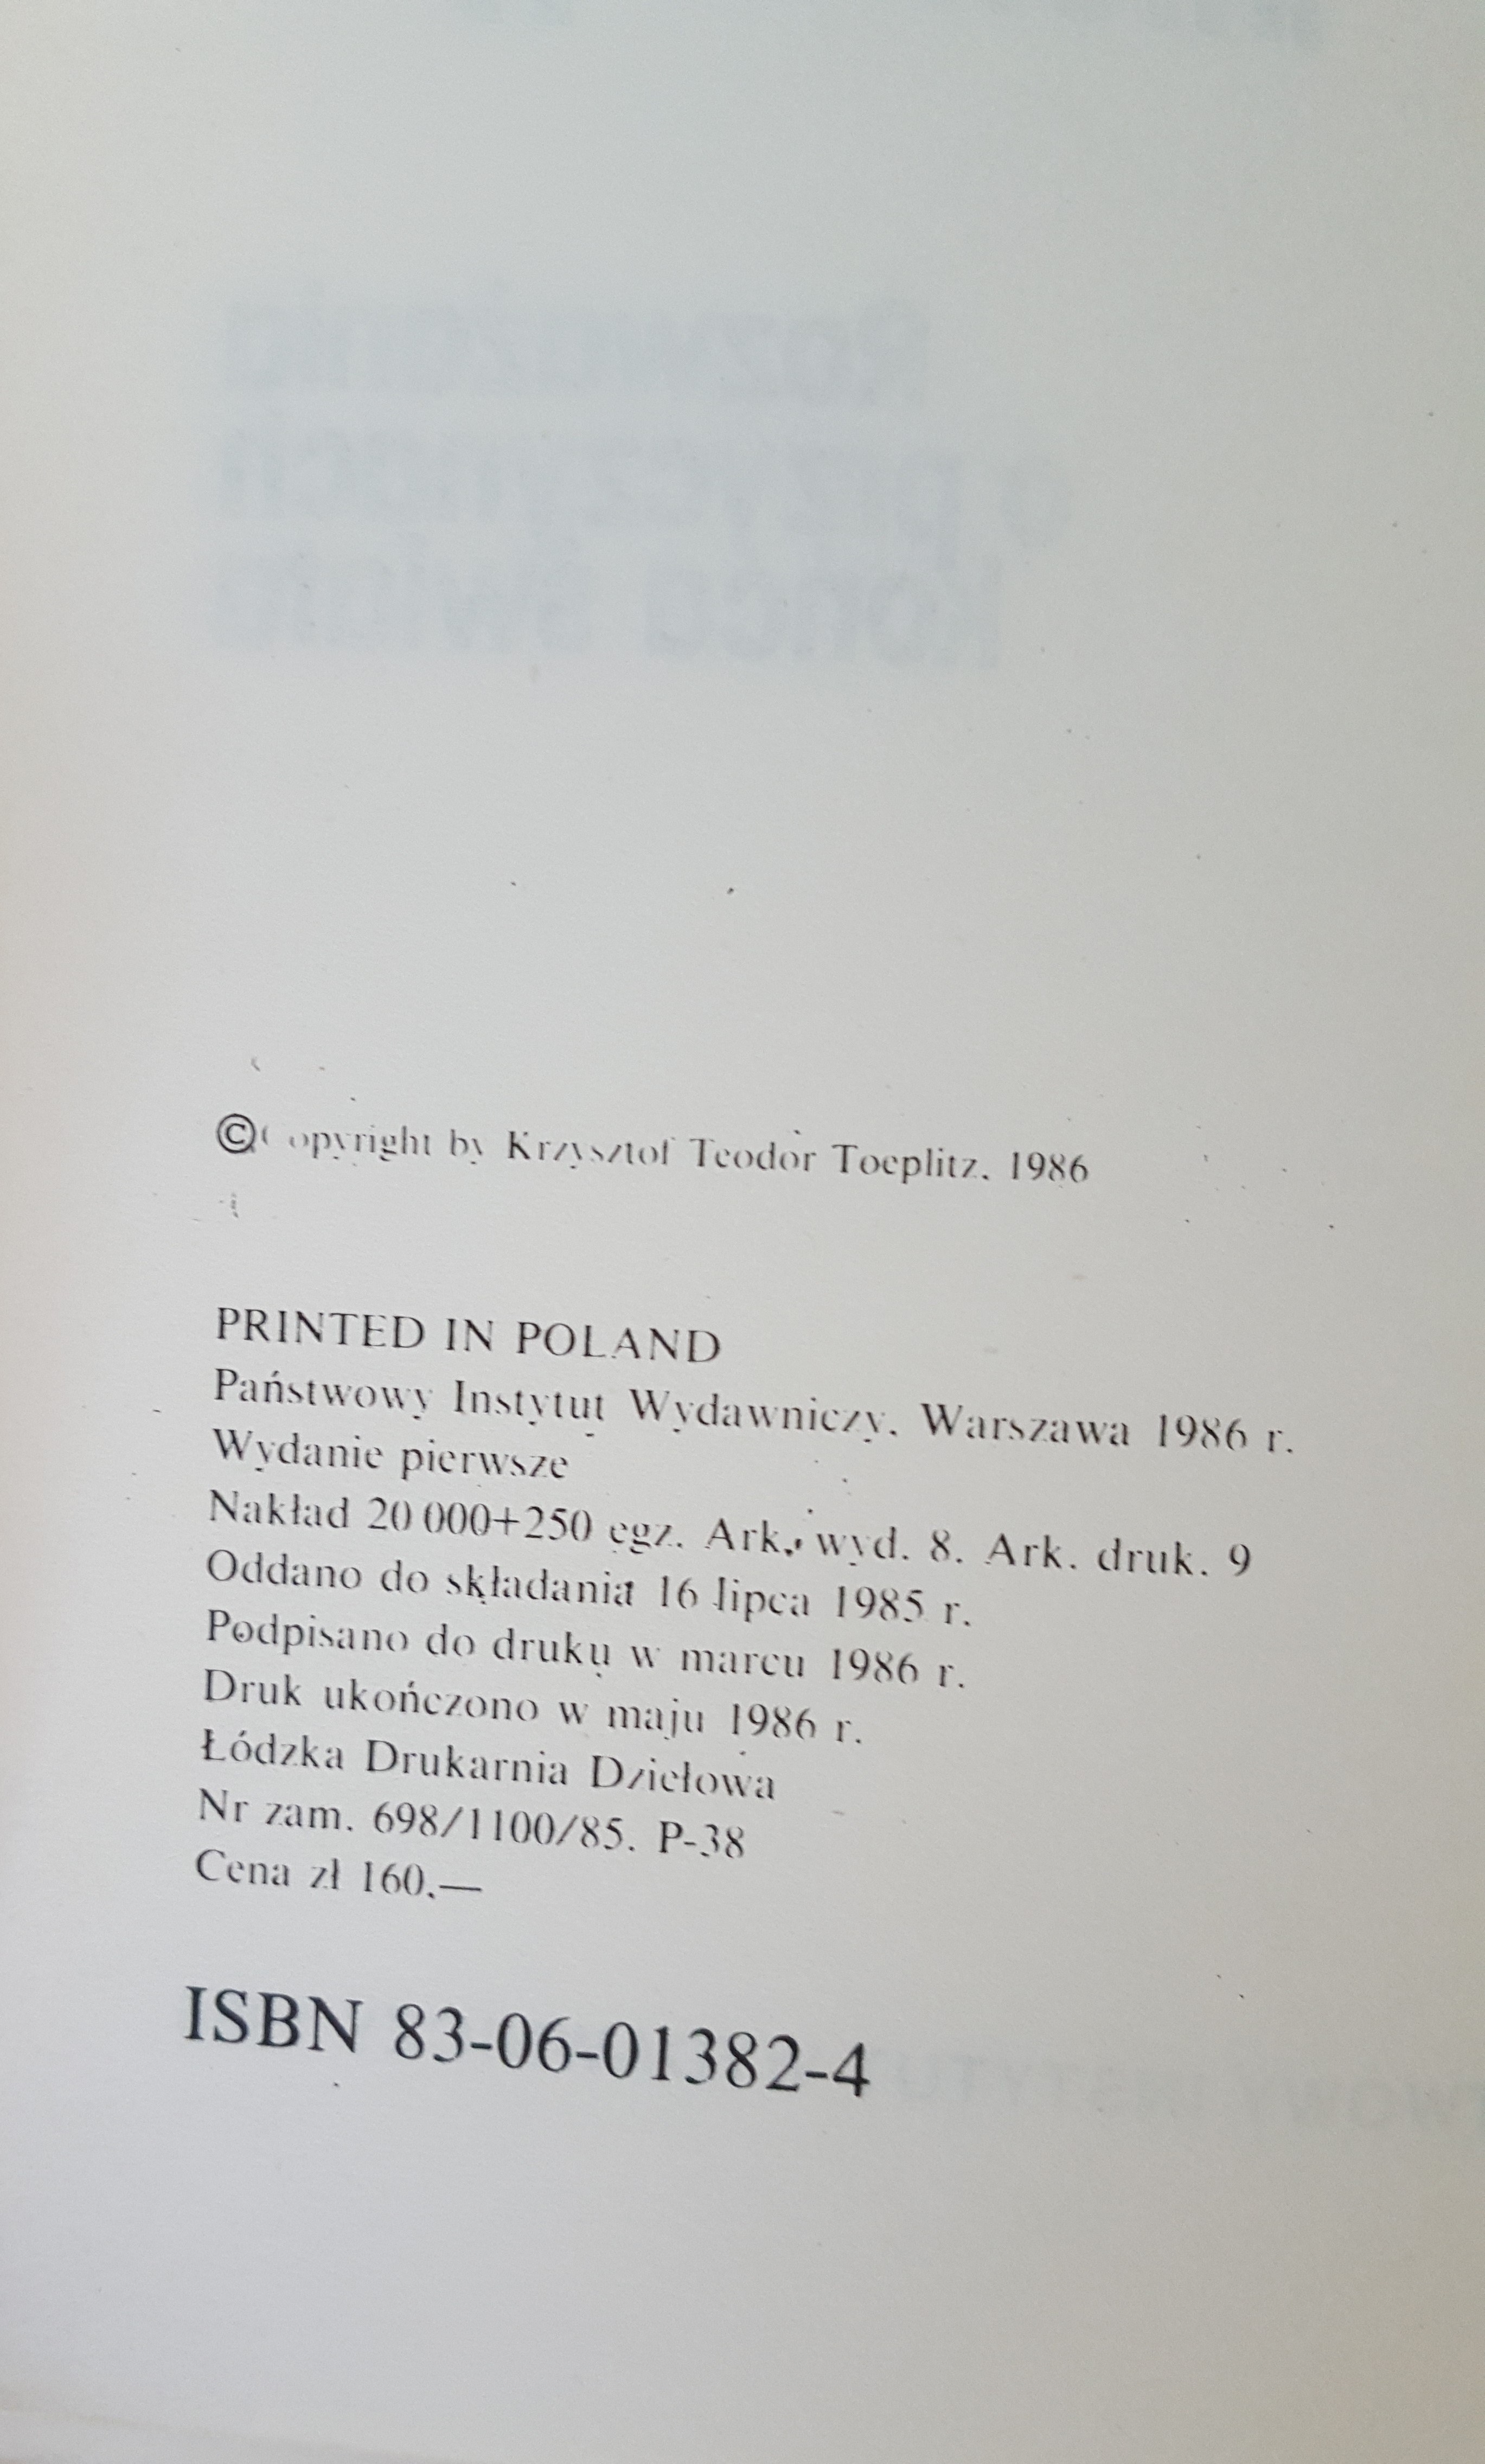 ©Copyright by Krzysztof Teodor Toeplitz, 1986
PRINTED IN POLAND
Państwowy Instytut Wydawniczy, Warszawa 1986 r.
Wydanie pierwsze
Nakład 20 000+250 egz. Ark. wyd. 8. Ark. druk. 9
Oddano do składania 16 lipca 1985 r.
Podpisano do druku w marcu 1986 r.
Druk ukończono w maju 1986 r.
Łódzka Drukarnia Dziełowa
Nr zam. 698/1100/85. P-38
Cena zł 160.—
ISBN 83-06-01382-4